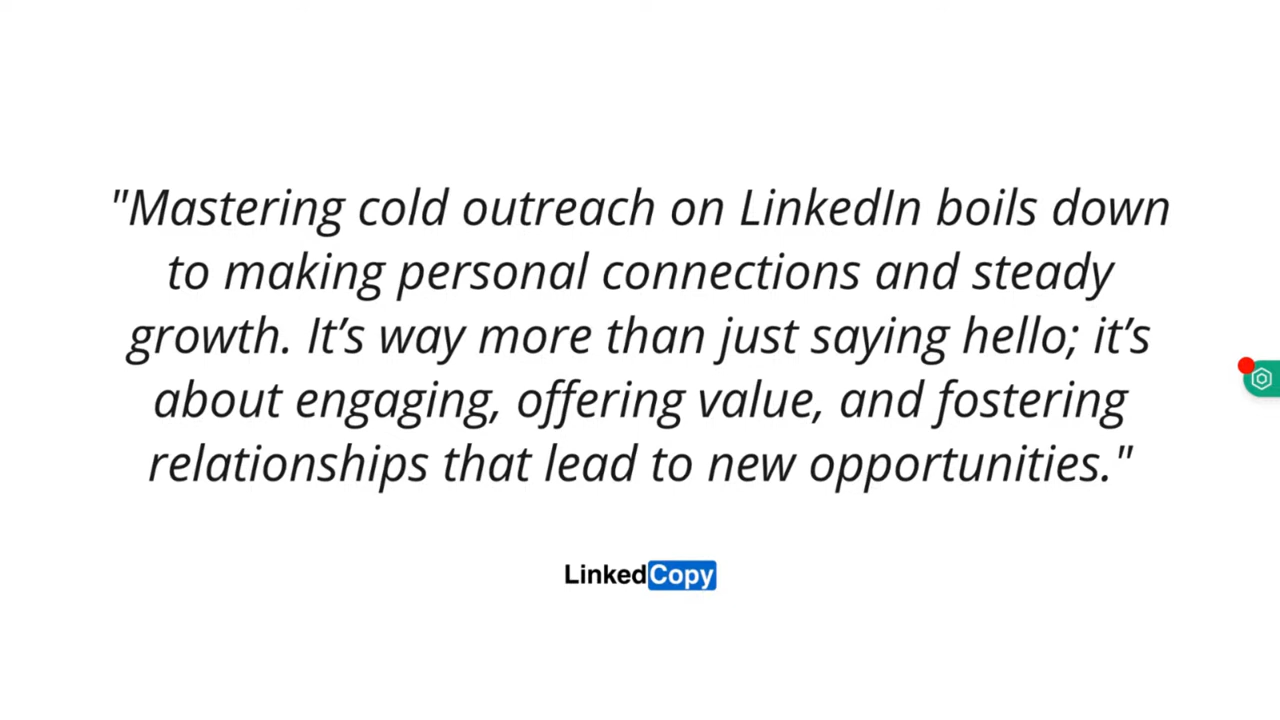 "Mastering cold outreach on LinkedIn boils down
to making personal connections and steady
growth. It’s way more than just saying hello; it’s
about engaging, offering value, and fostering
relationships that lead to new opportunities."
LinkedCopy